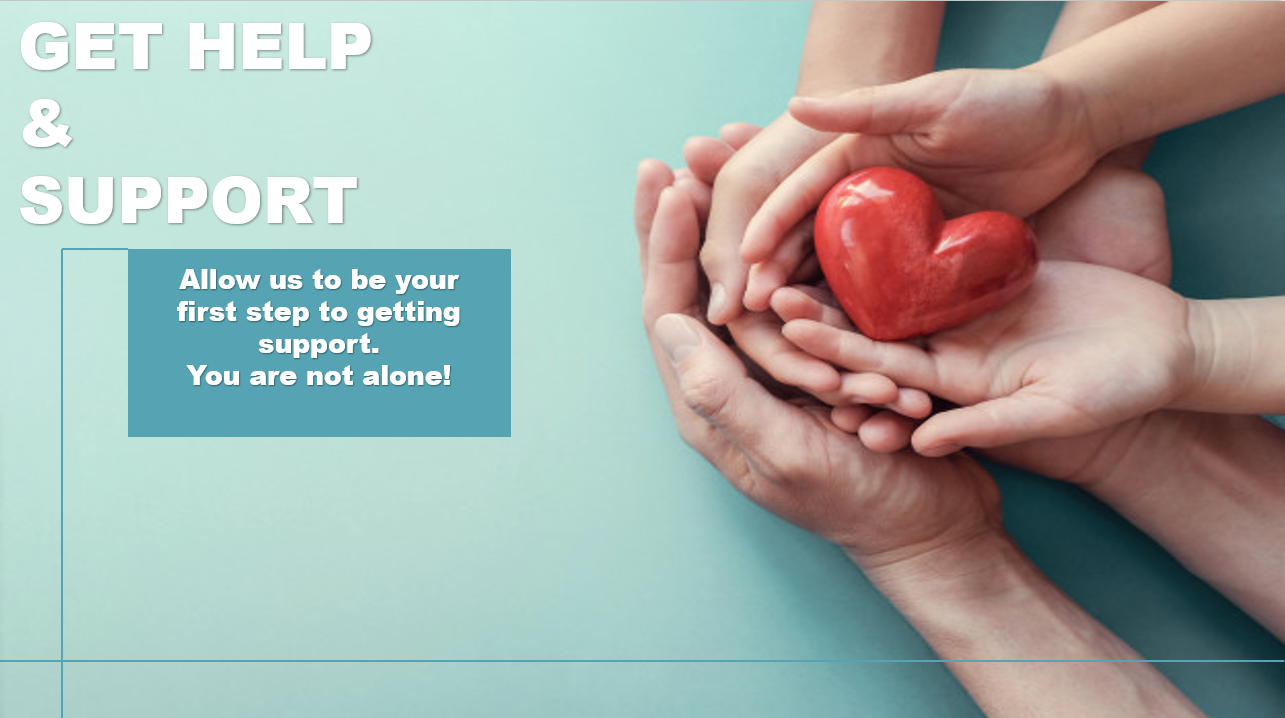 GET HELP
&
SUPPORT
Allow us to be your
first step to getting
support.
You are not alone!